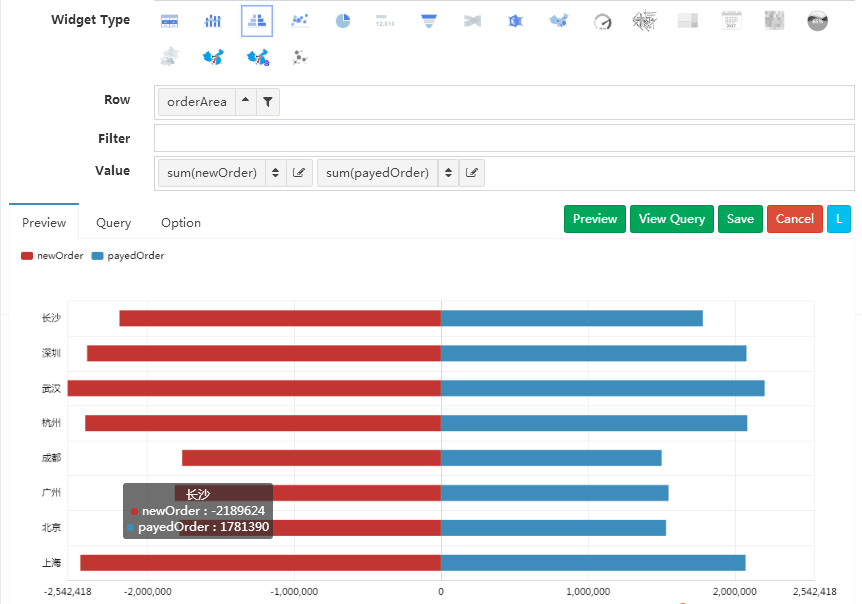 Widget Type
Row
orderArea
Filter
Value
sum(newOrder)
sum(payedOrder)
Preview
Query
Option
Preview
View Query
Save
Cancel
L
newOrder
payedOrder
长沙
深圳
武汉
杭州
成都
广州
北京
上海
长沙
newOrder : -2189624
payedOrder : 1781390
-2,542,418
-2,000,000
-1,000,000
0
1,000,000
2,000,000
2,542,418